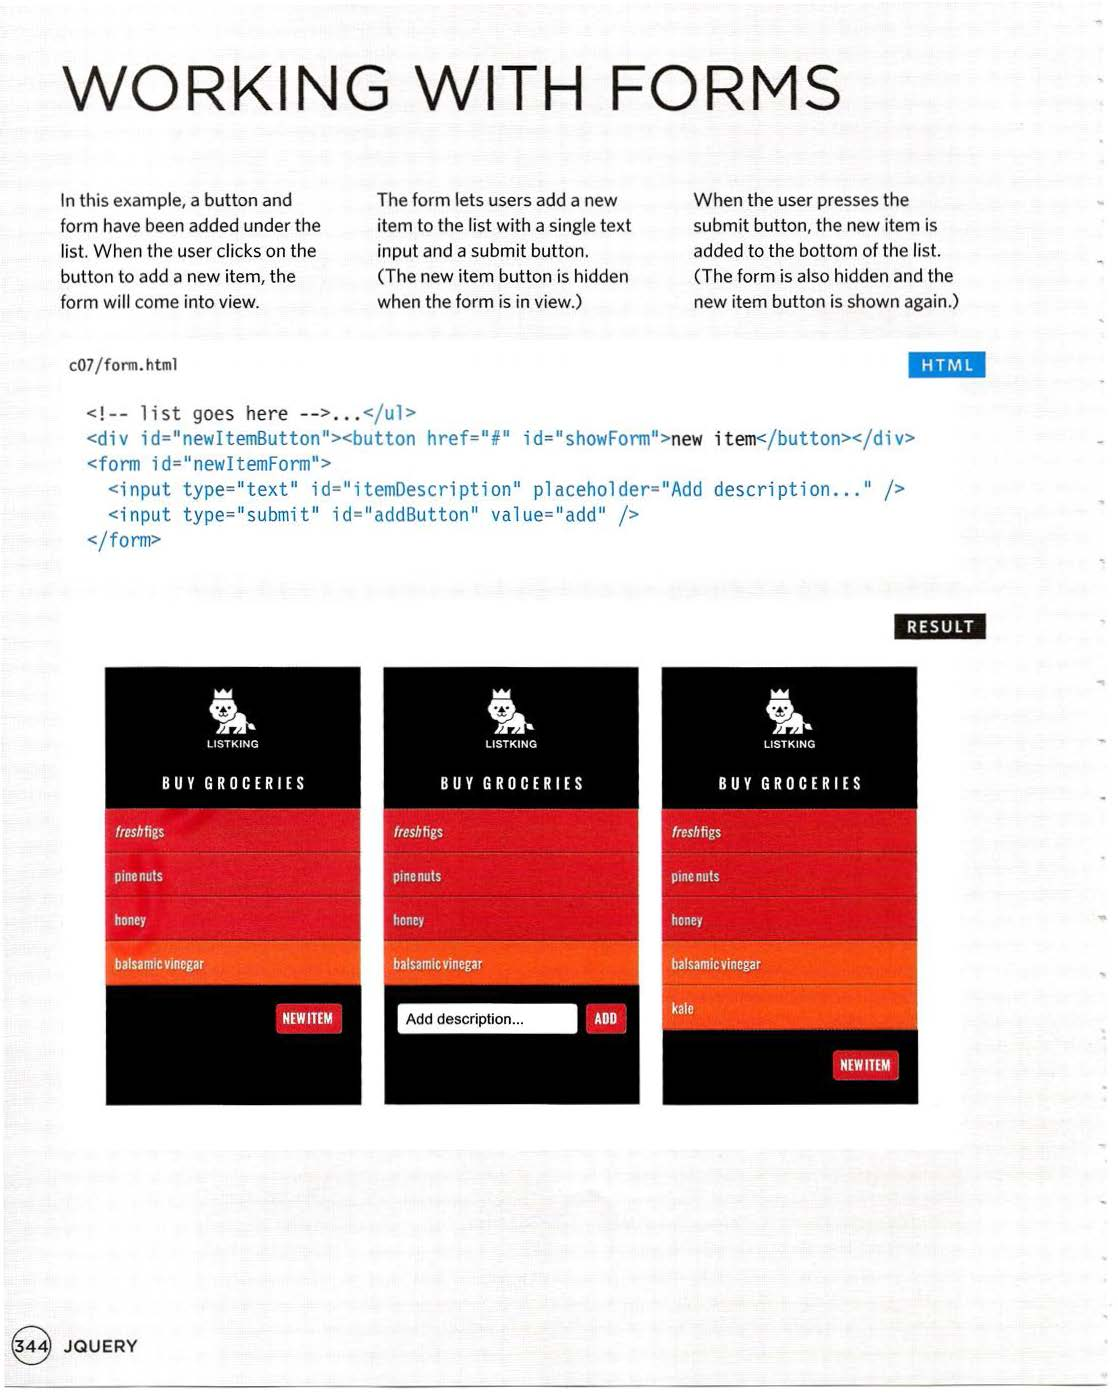 WORKING WITH FORMS
In this example, a button and
form have been added under the
list. When the user clicks on the
button to add a new item, the
form will come into view.
The form lets users add a new
item to the list with a single text
input and a submit button.
(The new item button is hidden
when the form is in view.)
When the user presses the
submit button, the new item is
added to the bottom of the list.
(The form is also hidden and the
new item button is shown again.)
c07/form.html
HTML
<!-- list goes here -->...</ul>
<div id="newItemButton"><button href="#" id="showForm">new item</button></div>
<form id="newItemForm">
<input type="text" id="itemDescription" placeholder="Add description..." />
<input type="submit" id="addButton" value="add" />
</form>
RESULT
LISTKING
BUY GROCERIES
fresh figs
pine nuts
honey
balsamic vinegar
NEW ITEM
LISTKING
BUY GROCERIES
fresh figs
pine nuts
honey
balsamic vinegar
Add description...
ADD
LISTKING
BUY GROCERIES
fresh figs
pine nuts
honey
balsamic vinegar
kale
NEW ITEM
344 JQUERY